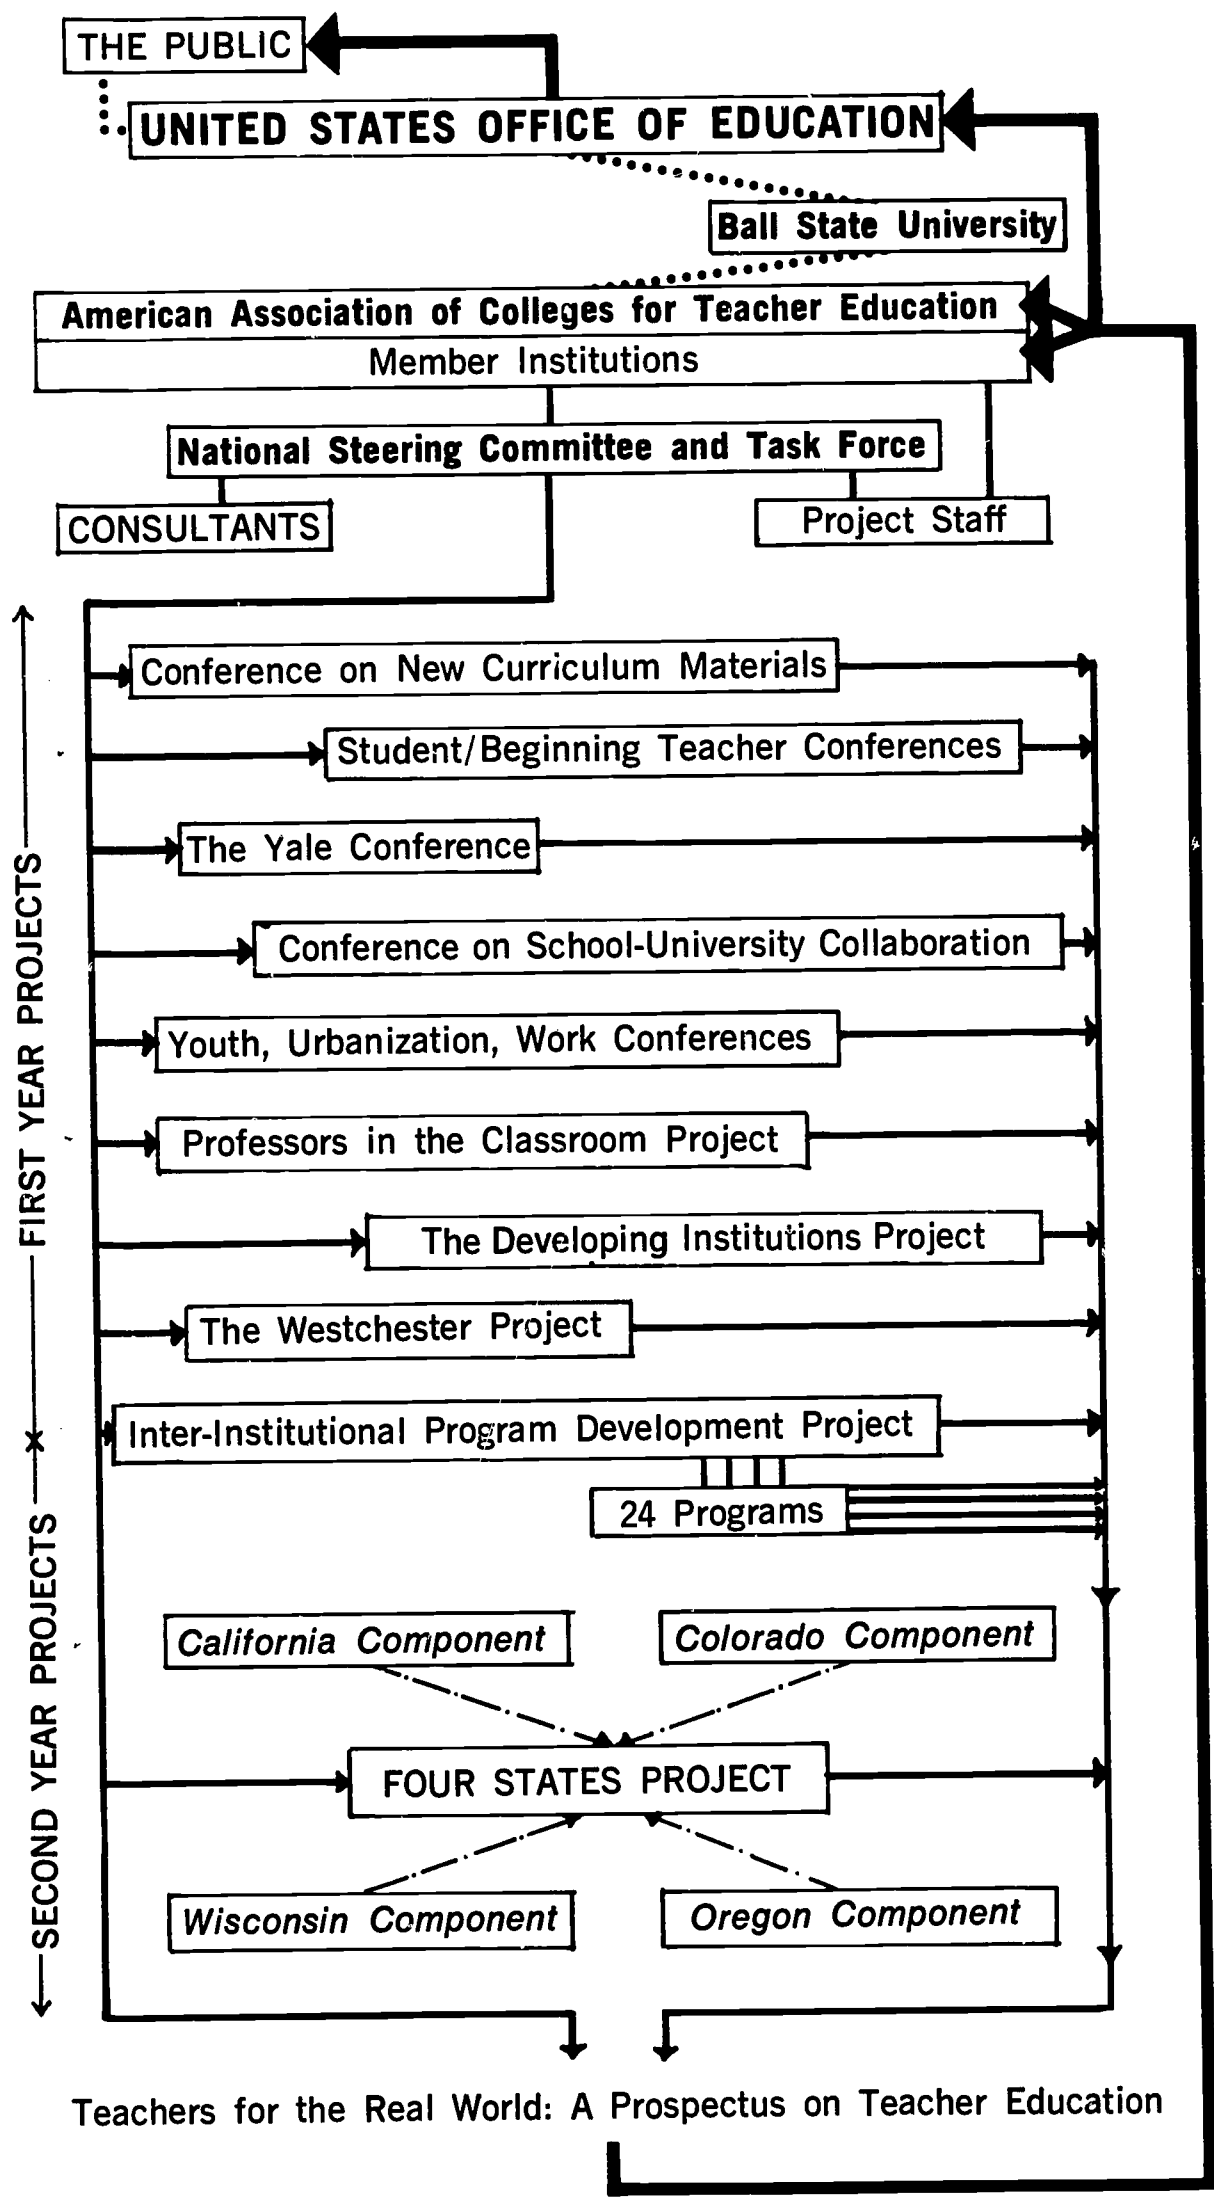 THE PUBLIC
UNITED STATES OFFICE OF EDUCATION
Ball State University
American Association of Colleges for Teacher Education
Member Institutions
National Steering Committee and Task Force
CONSULTANTS
Project Staff
FIRST YEAR PROJECTS
Conference on New Curriculum Materials
Student/Beginning Teacher Conferences
The Yale Conference
Conference on School-University Collaboration
Youth, Urbanization, Work Conferences
Professors in the Classroom Project
The Developing Institutions Project
The Westchester Project
Inter-Institutional Program Development Project
24 Programs
SECOND YEAR PROJECTS
California Component
Colorado Component
FOUR STATES PROJECT
Wisconsin Component
Oregon Component
Teachers for the Real World: A Prospectus on Teacher Education